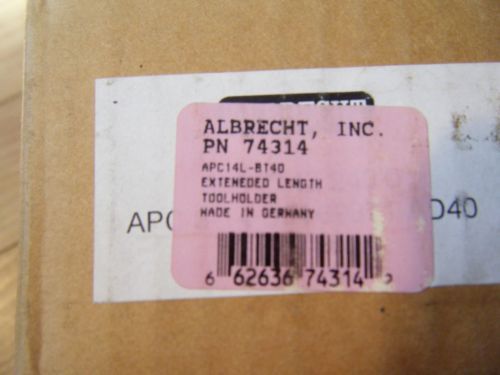 ALBRECHT, INC.
PN 74314
APC14L-BT40
EXTENEDED LENGTH
TOOLHOLDER
MADE IN GERMANY
APC D40
6 62636 74314